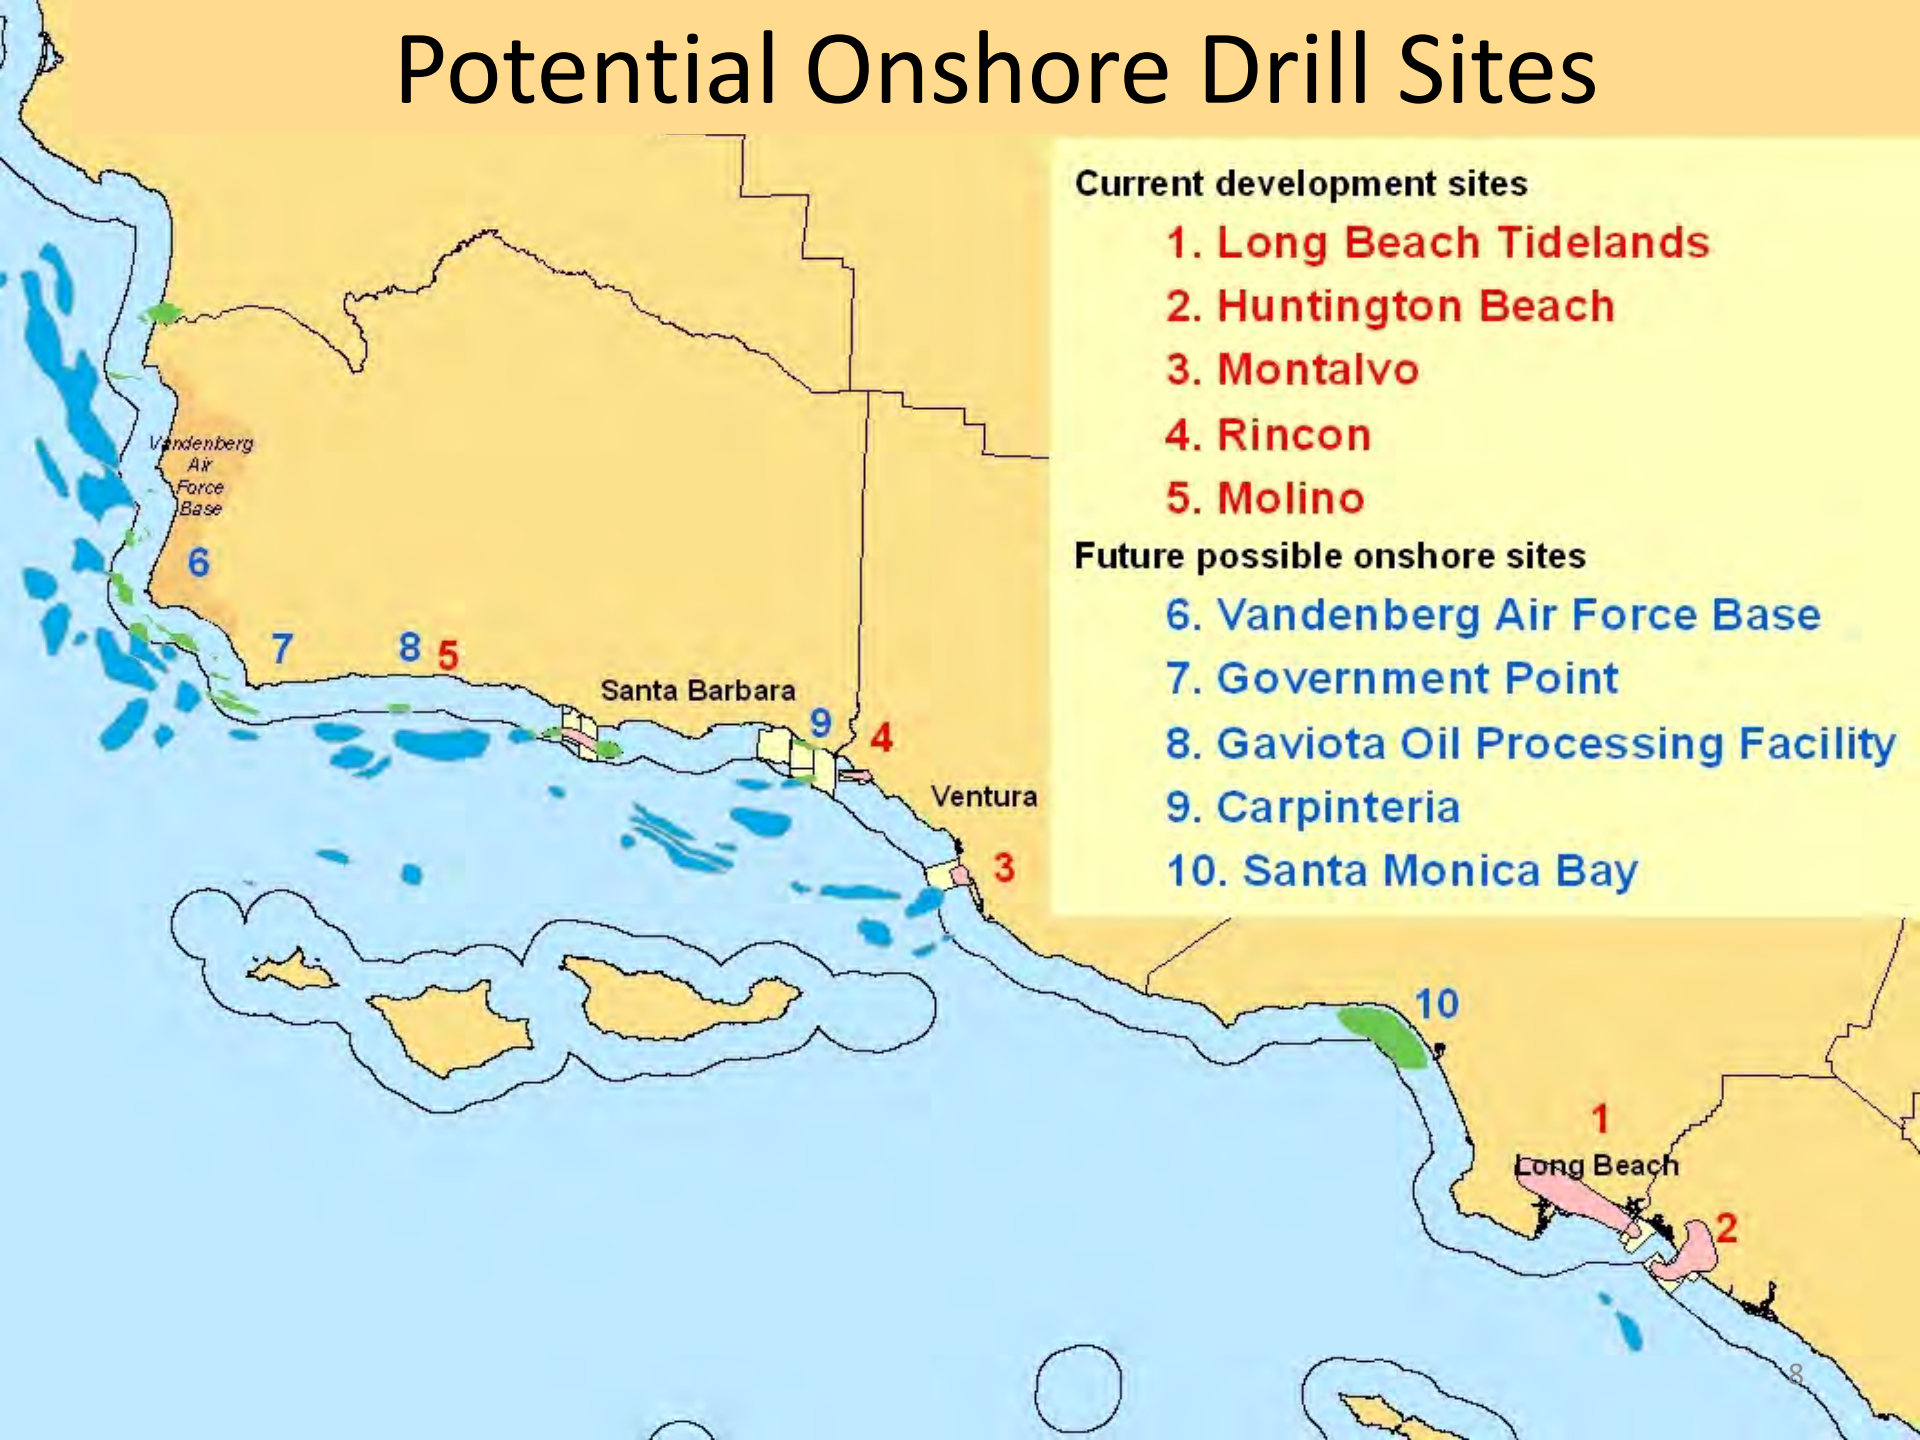 Potential Onshore Drill Sites
Current development sites
1. Long Beach Tidelands
2. Huntington Beach
3. Montalvo
4. Rincon
5. Molino
Future possible onshore sites
6. Vandenberg Air Force Base
7. Government Point
8. Gaviota Oil Processing Facility
9. Carpinteria
10. Santa Monica Bay
Vandenberg
Air
Force
Base
6
7
8
5
Santa Barbara
9
4
Ventura
3
10
1
Long Beach
2
8